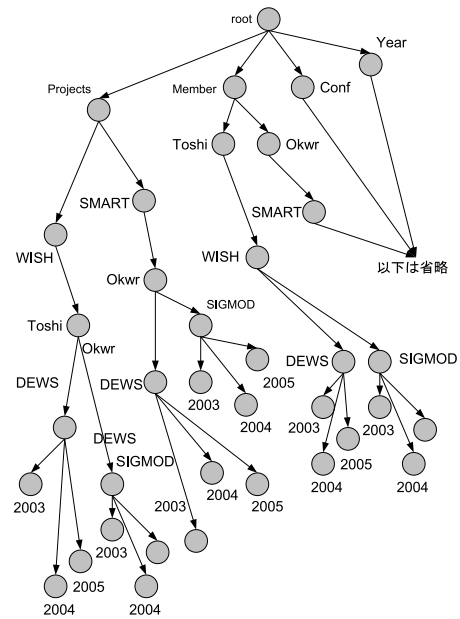 root
Year
Projects
Member
Conf
Toshi
Okwr
SMART
SMART
WISH
WISH
以下は省略
Okwr
SIGMOD
Toshi
Okwr
DEWS
SIGMOD
DEWS
DEWS
2005
2003
2004
2003
2003
DEWS
SIGMOD
2005
2004
2004
2004
2003
2005
2003
2003
2005
2004
2004